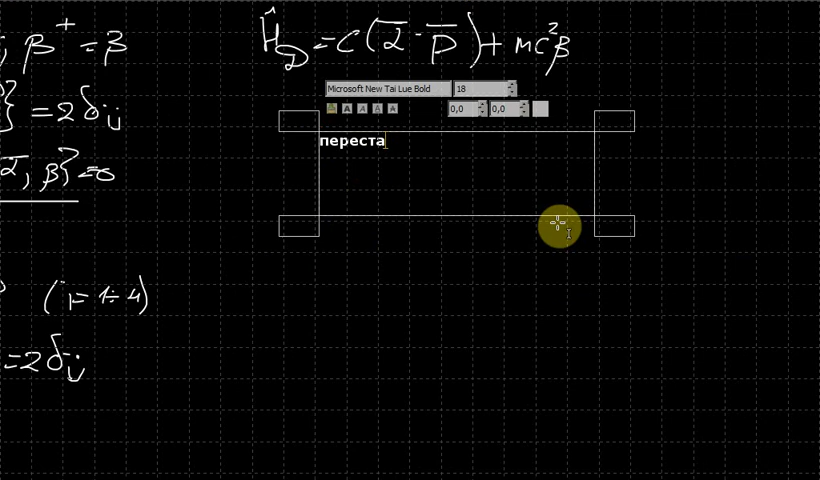 ; β⁺ = β
Ĥ_D = c(α̅ · p̅) + mc²β
Microsoft New Tai Lue Bold 18
} = 2δij
A A A A 0,0 0,0
переста
α̅, β} = 0
(i = 1 ÷ 4)
= 2δij